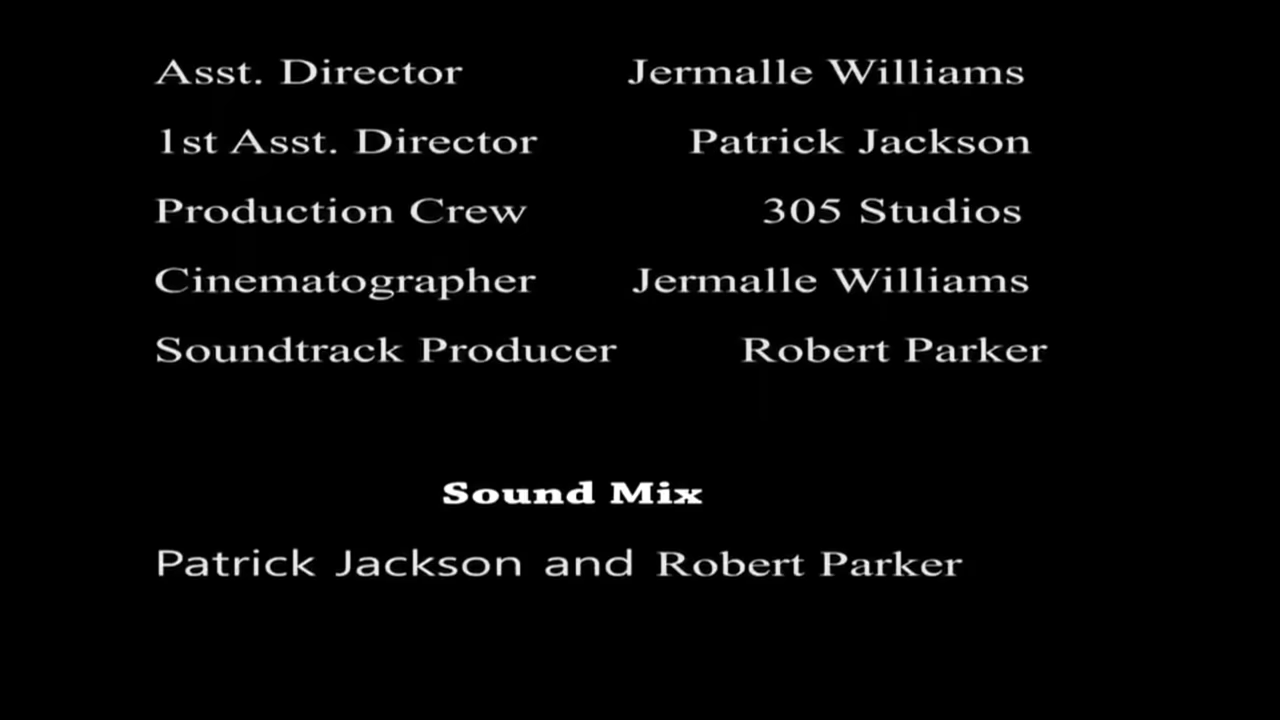 Asst. Director Jermalle Williams
1st Asst. Director Patrick Jackson
Production Crew 305 Studios
Cinematographer Jermalle Williams
Soundtrack Producer Robert Parker
Sound Mix
Patrick Jackson and Robert Parker